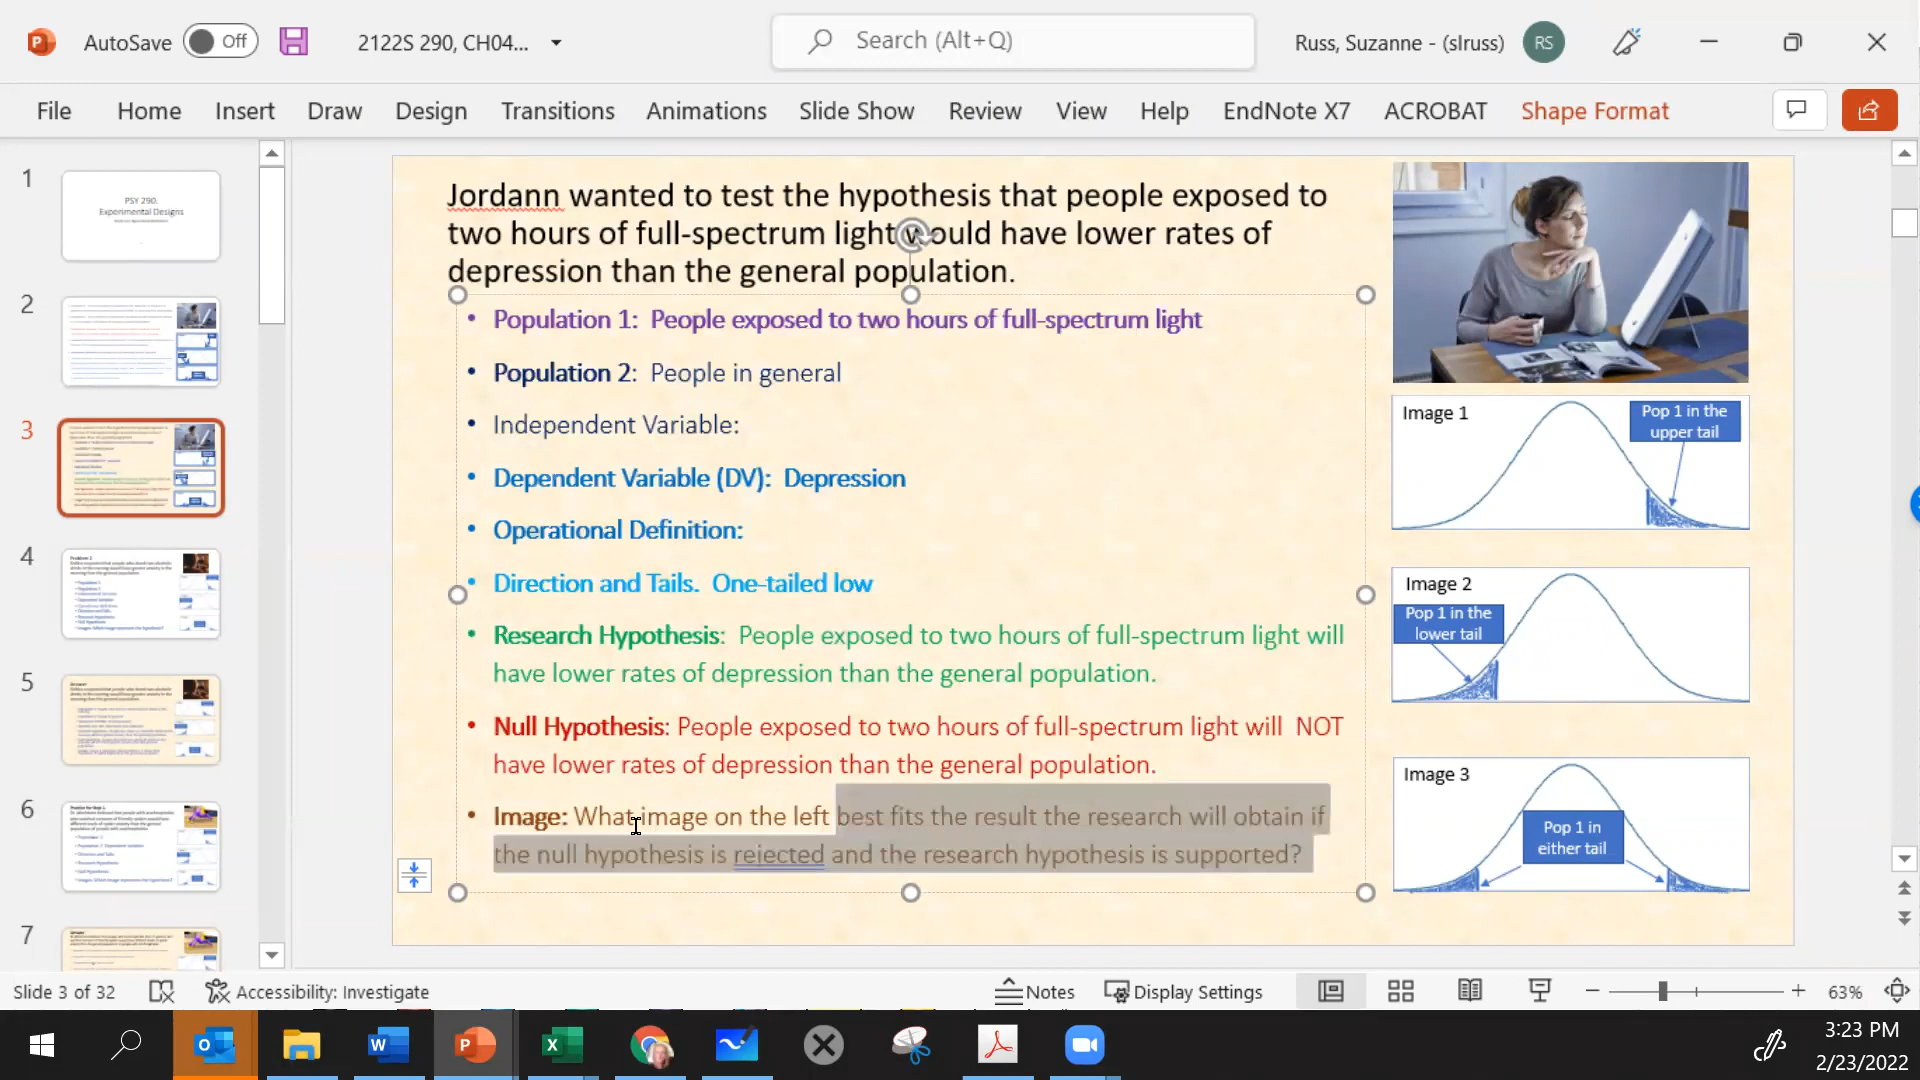 AutoSave Off 2122S 290, CH04... Search (Alt+Q) Russ, Suzanne - (slruss) RS
File Home Insert Draw Design Transitions Animations Slide Show Review View Help EndNote X7 ACROBAT Shape Format
1
PSY 290.
Experimental Designs
2
3
4
5
6
7
Jordann wanted to test the hypothesis that people exposed to
two hours of full-spectrum light would have lower rates of
depression than the general population.
• Population 1: People exposed to two hours of full-spectrum light
• Population 2: People in general
• Independent Variable:
• Dependent Variable (DV): Depression
• Operational Definition:
• Direction and Tails. One-tailed low
• Research Hypothesis: People exposed to two hours of full-spectrum light will
have lower rates of depression than the general population.
• Null Hypothesis: People exposed to two hours of full-spectrum light will NOT
have lower rates of depression than the general population.
• Image: What image on the left best fits the result the research will obtain if
the null hypothesis is rejected and the research hypothesis is supported?
Image 1
Pop 1 in the
upper tail
Image 2
Pop 1 in the
lower tail
Image 3
Pop 1 in
either tail
Slide 3 of 32 Accessibility: Investigate Notes Display Settings 63%
3:23 PM
2/23/2022